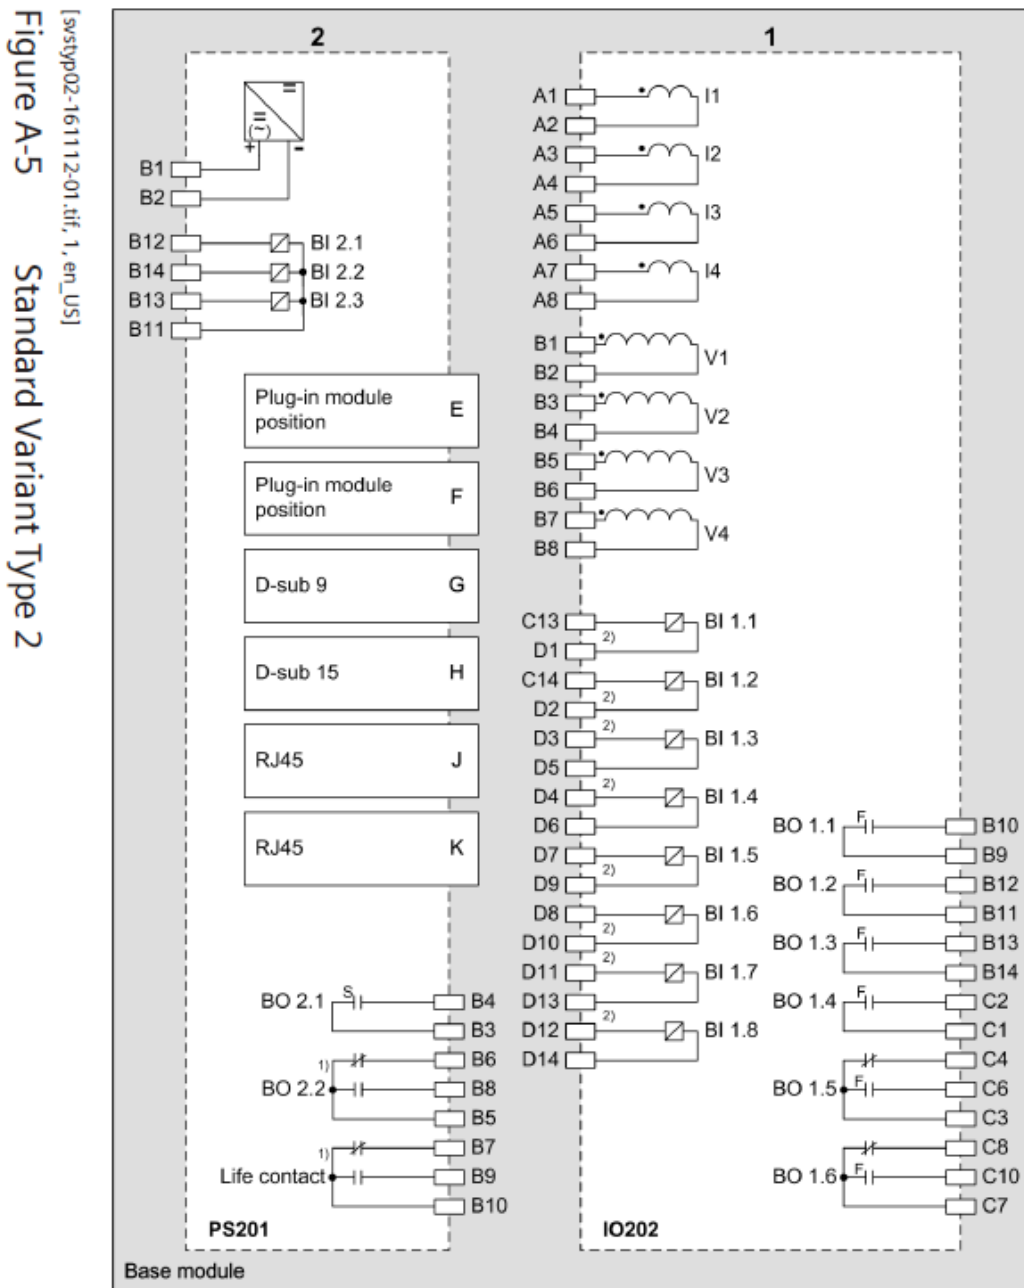 [svstyp02-161112-01.tif, 1, en_US]
Figure A-5 Standard Variant Type 2
2
=
=
(~)
+ -
B1
B2
B12 BI 2.1
B14 BI 2.2
B13 BI 2.3
B11
Plug-in module
position E
Plug-in module
position F
D-sub 9 G
D-sub 15 H
RJ45 J
RJ45 K
BO 2.1 S B4
B3
1) B6
BO 2.2 B8
B5
1) B7
Life contact B9
B10
PS201
1
A1 I1
A2
A3 I2
A4
A5 I3
A6
A7 I4
A8
B1
V1
B2
B3
V2
B4
B5
V3
B6
B7
V4
B8
C13 BI 1.1
2)
D1
C14 BI 1.2
2)
D2
2)
D3 BI 1.3
D5
2)
D4 BI 1.4
D6
D7 BI 1.5
2)
D9
D8 BI 1.6
2)
D10
2)
D11 BI 1.7
D13
2)
D12 BI 1.8
D14
BO 1.1 F B10
B9
BO 1.2 F B12
B11
BO 1.3 F B13
B14
BO 1.4 F C2
C1
C4
BO 1.5 F C6
C3
C8
BO 1.6 F C10
C7
IO202
Base module